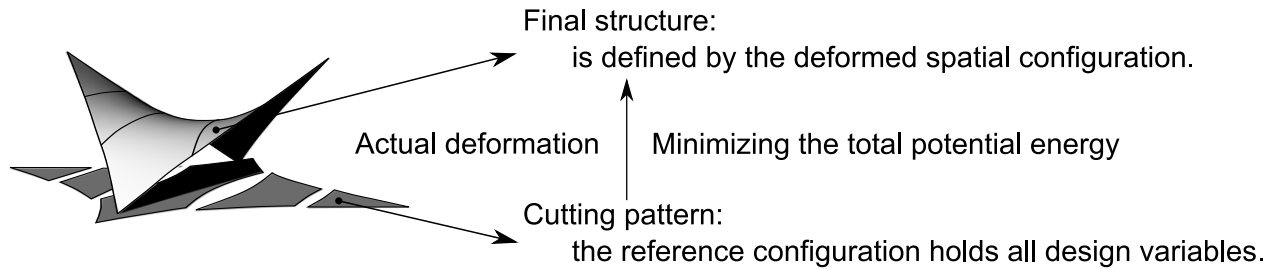 Final structure:
is defined by the deformed spatial configuration.
Actual deformation
Minimizing the total potential energy
Cutting pattern:
the reference configuration holds all design variables.